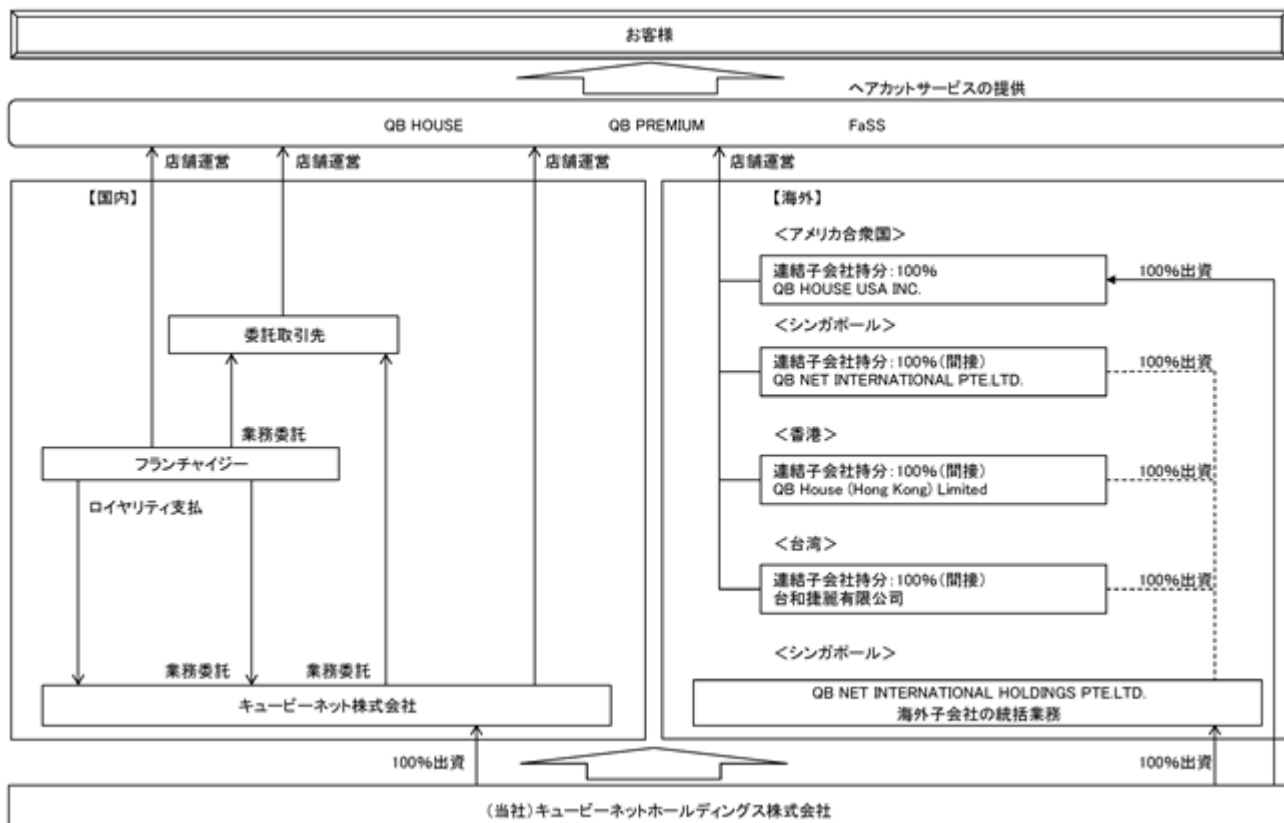 お客様
ヘアカットサービスの提供
QB HOUSE QB PREMIUM FaSS
店舗運営 店舗運営 店舗運営 店舗運営
【国内】
委託取引先
業務委託
フランチャイジー
ロイヤリティ支払
業務委託 業務委託
キュービーネット株式会社
100%出資
【海外】
＜アメリカ合衆国＞
連結子会社持分:100%
QB HOUSE USA INC.
100%出資
＜シンガポール＞
連結子会社持分:100%(間接)
QB NET INTERNATIONAL PTE.LTD.
100%出資
＜香港＞
連結子会社持分:100%(間接)
QB House (Hong Kong) Limited
100%出資
＜台湾＞
連結子会社持分:100%(間接)
台和捷麗有限公司
100%出資
＜シンガポール＞
QB NET INTERNATIONAL HOLDINGS PTE.LTD.
海外子会社の統括業務
100%出資
(当社)キュービーネットホールディングス株式会社